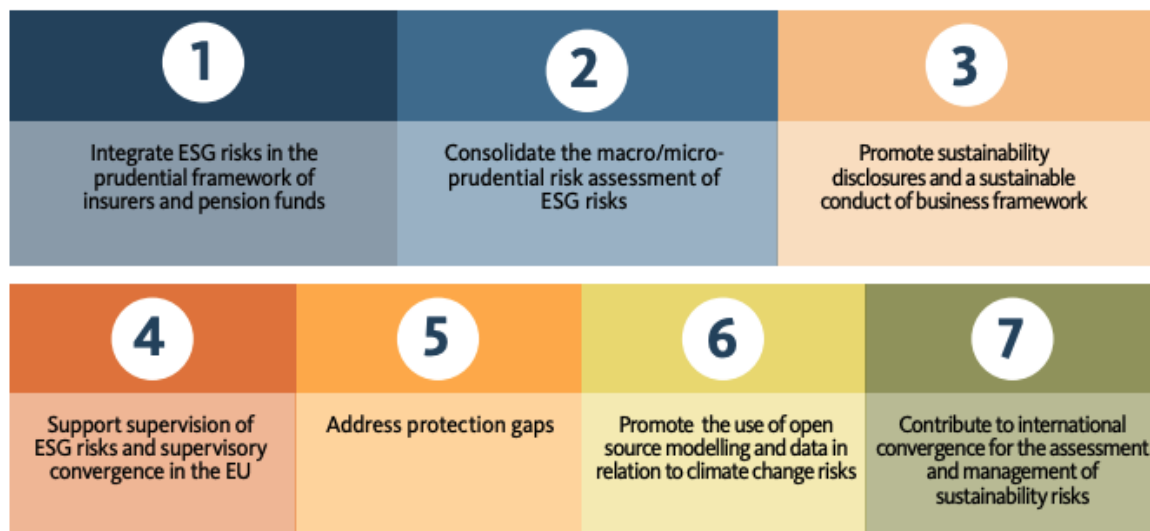 1
Integrate ESG risks in the
prudential framework of
insurers and pension funds
2
Consolidate the macro/micro-
prudential risk assessment of
ESG risks
3
Promote sustainability
disclosures and a sustainable
conduct of business framework
4
Support supervision of
ESG risks and supervisory
convergence in the EU
5
Address protection gaps
6
Promote the use of open
source modelling and data in
relation to climate change risks
7
Contribute to international
convergence for the assessment
and management of
sustainability risks